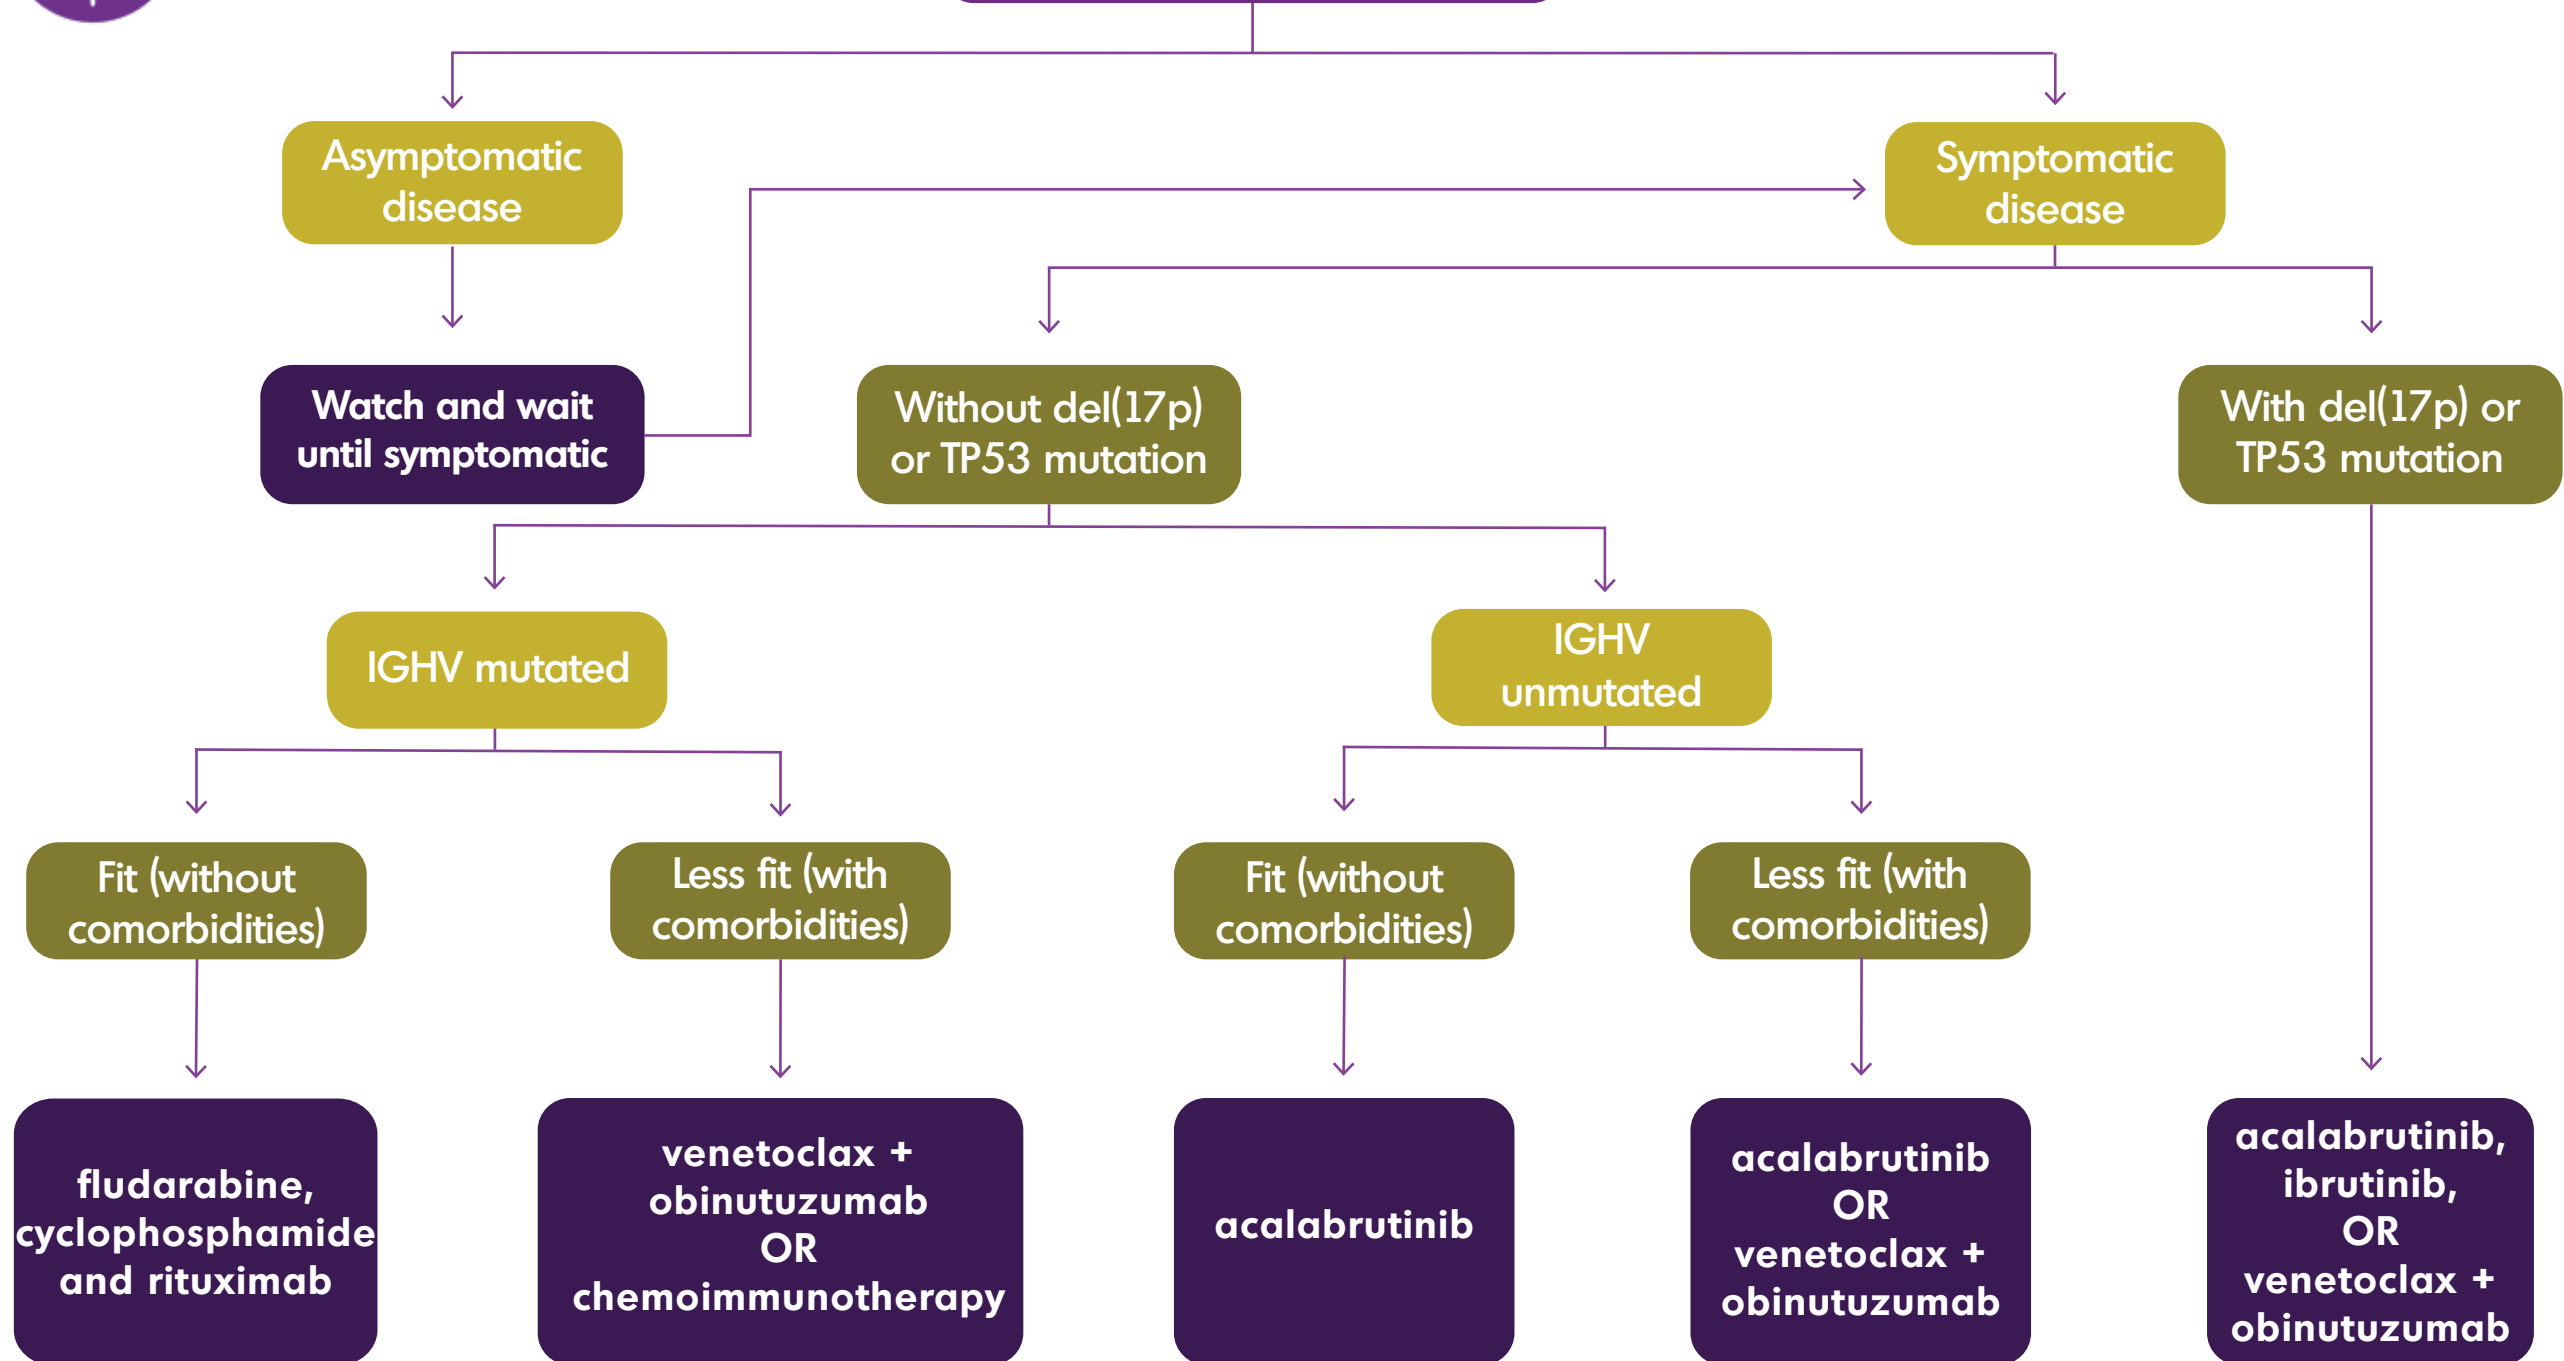 Asymptomatic
disease
Symptomatic
disease
Watch and wait
until symptomatic
Without del(17p)
or TP53 mutation
With del(17p) or
TP53 mutation
IGHV mutated
IGHV
unmutated
Fit (without
comorbidities)
Less fit (with
comorbidities)
Fit (without
comorbidities)
Less fit (with
comorbidities)
fludarabine,
cyclophosphamide
and rituximab
venetoclax +
obinutuzumab
OR
chemoimmunotherapy
acalabrutinib
acalabrutinib
OR
venetoclax +
obinutuzumab
acalabrutinib,
ibrutinib,
OR
venetoclax +
obinutuzumab